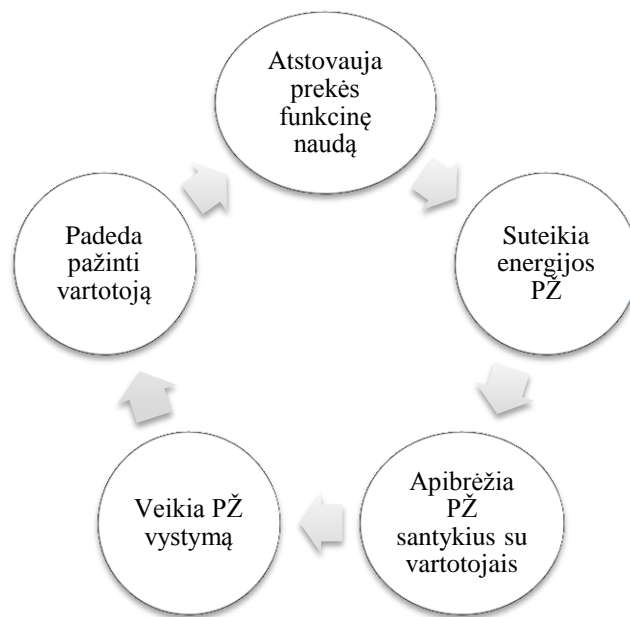 Atstovauja
prekės
funkcinę
naudą
Suteikia
energijos
PŽ
Apibrėžia
PŽ
santykius su
vartotojais
Veikia PŽ
vystymą
Padeda
pažinti
vartotoją